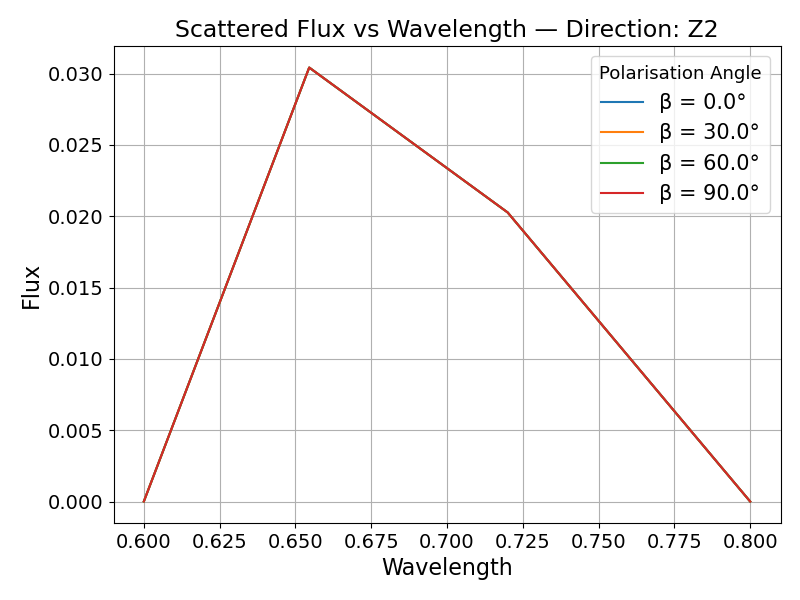 Scattered Flux vs Wavelength — Direction: Z2
Polarisation Angle
β = 0.0°
β = 30.0°
β = 60.0°
β = 90.0°
Flux
0.030
0.025
0.020
0.015
0.010
0.005
0.000
0.600 0.625 0.650 0.675 0.700 0.725 0.750 0.775 0.800
Wavelength